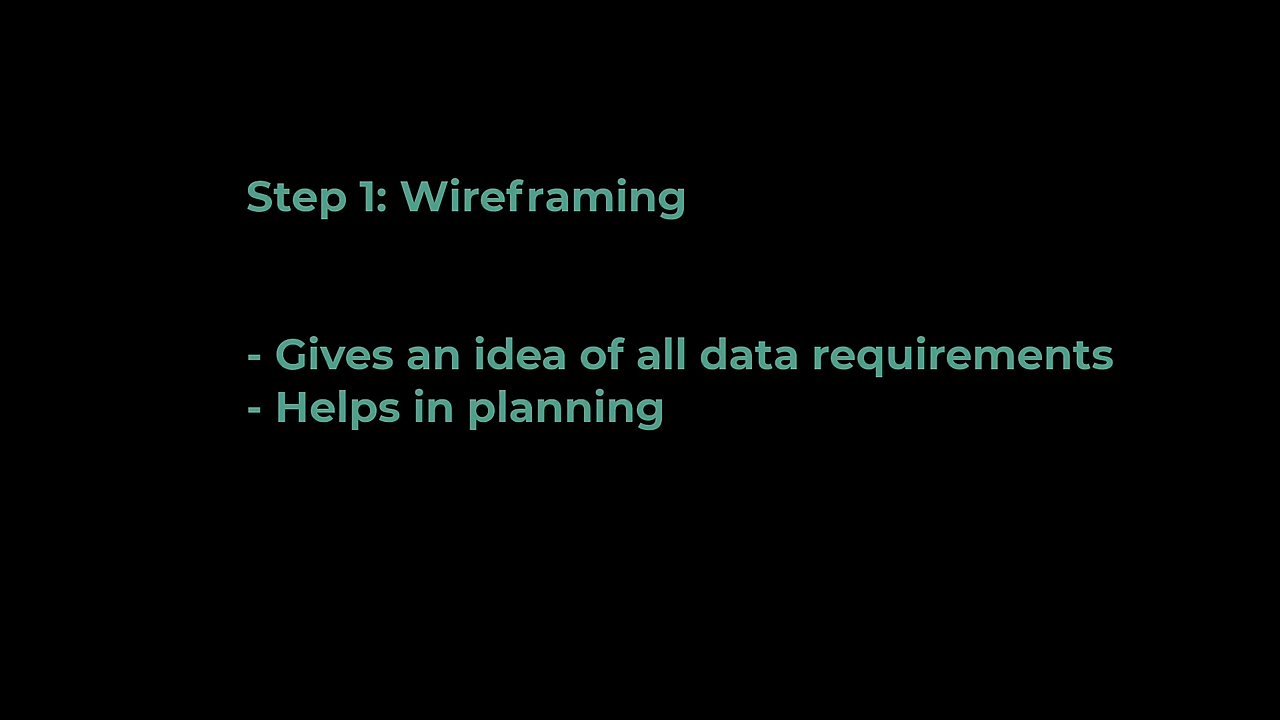 Step 1: Wireframing
- Gives an idea of all data requirements
- Helps in planning